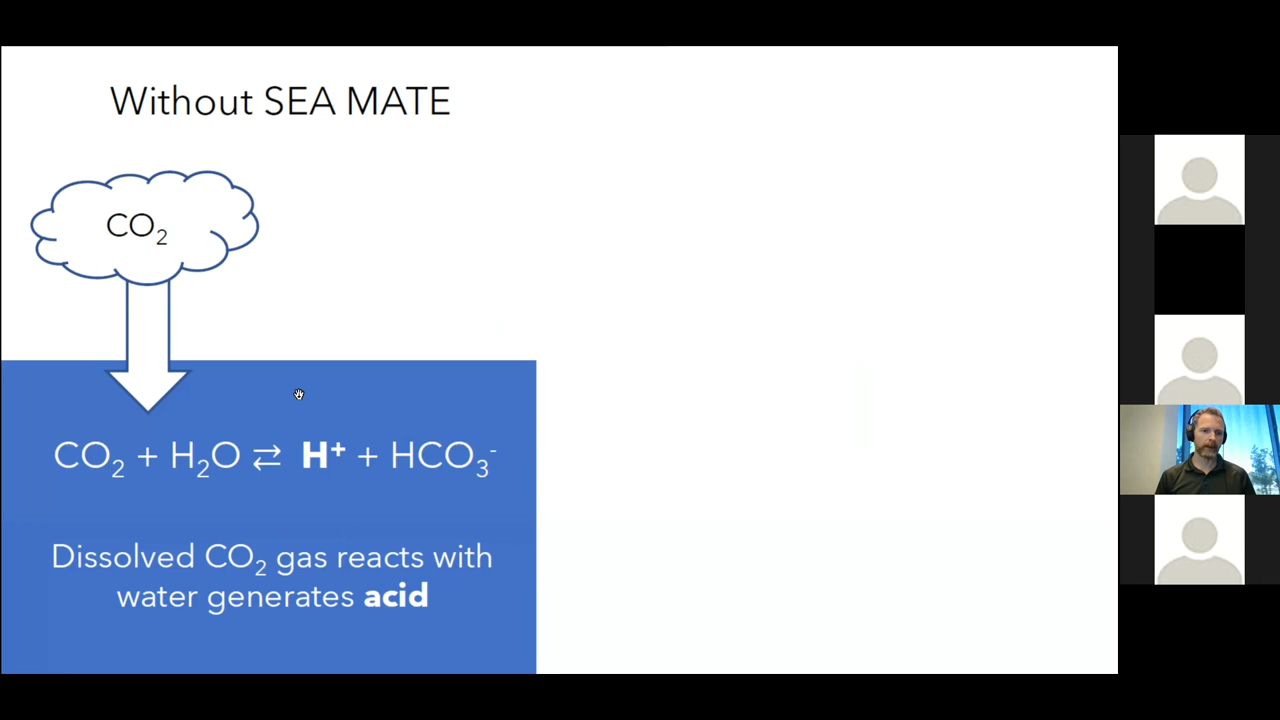 Without SEA MATE
CO₂
CO₂ + H₂O ⇄ H⁺ + HCO₃⁻
Dissolved CO₂ gas reacts with
water generates acid